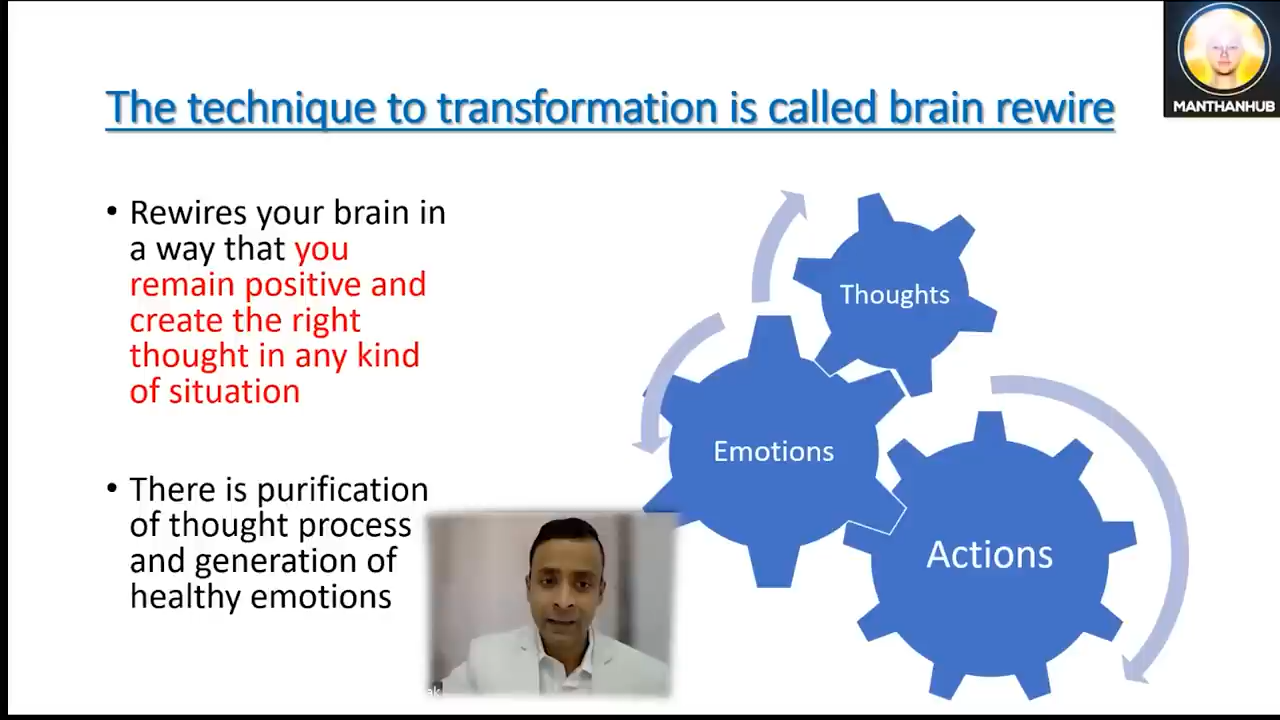 MANTHANHUB
The technique to transformation is called brain rewire
• Rewires your brain in
a way that you
remain positive and
create the right
thought in any kind
of situation
• There is purification
of thought process
and generation of
healthy emotions
Thoughts
Emotions
Actions